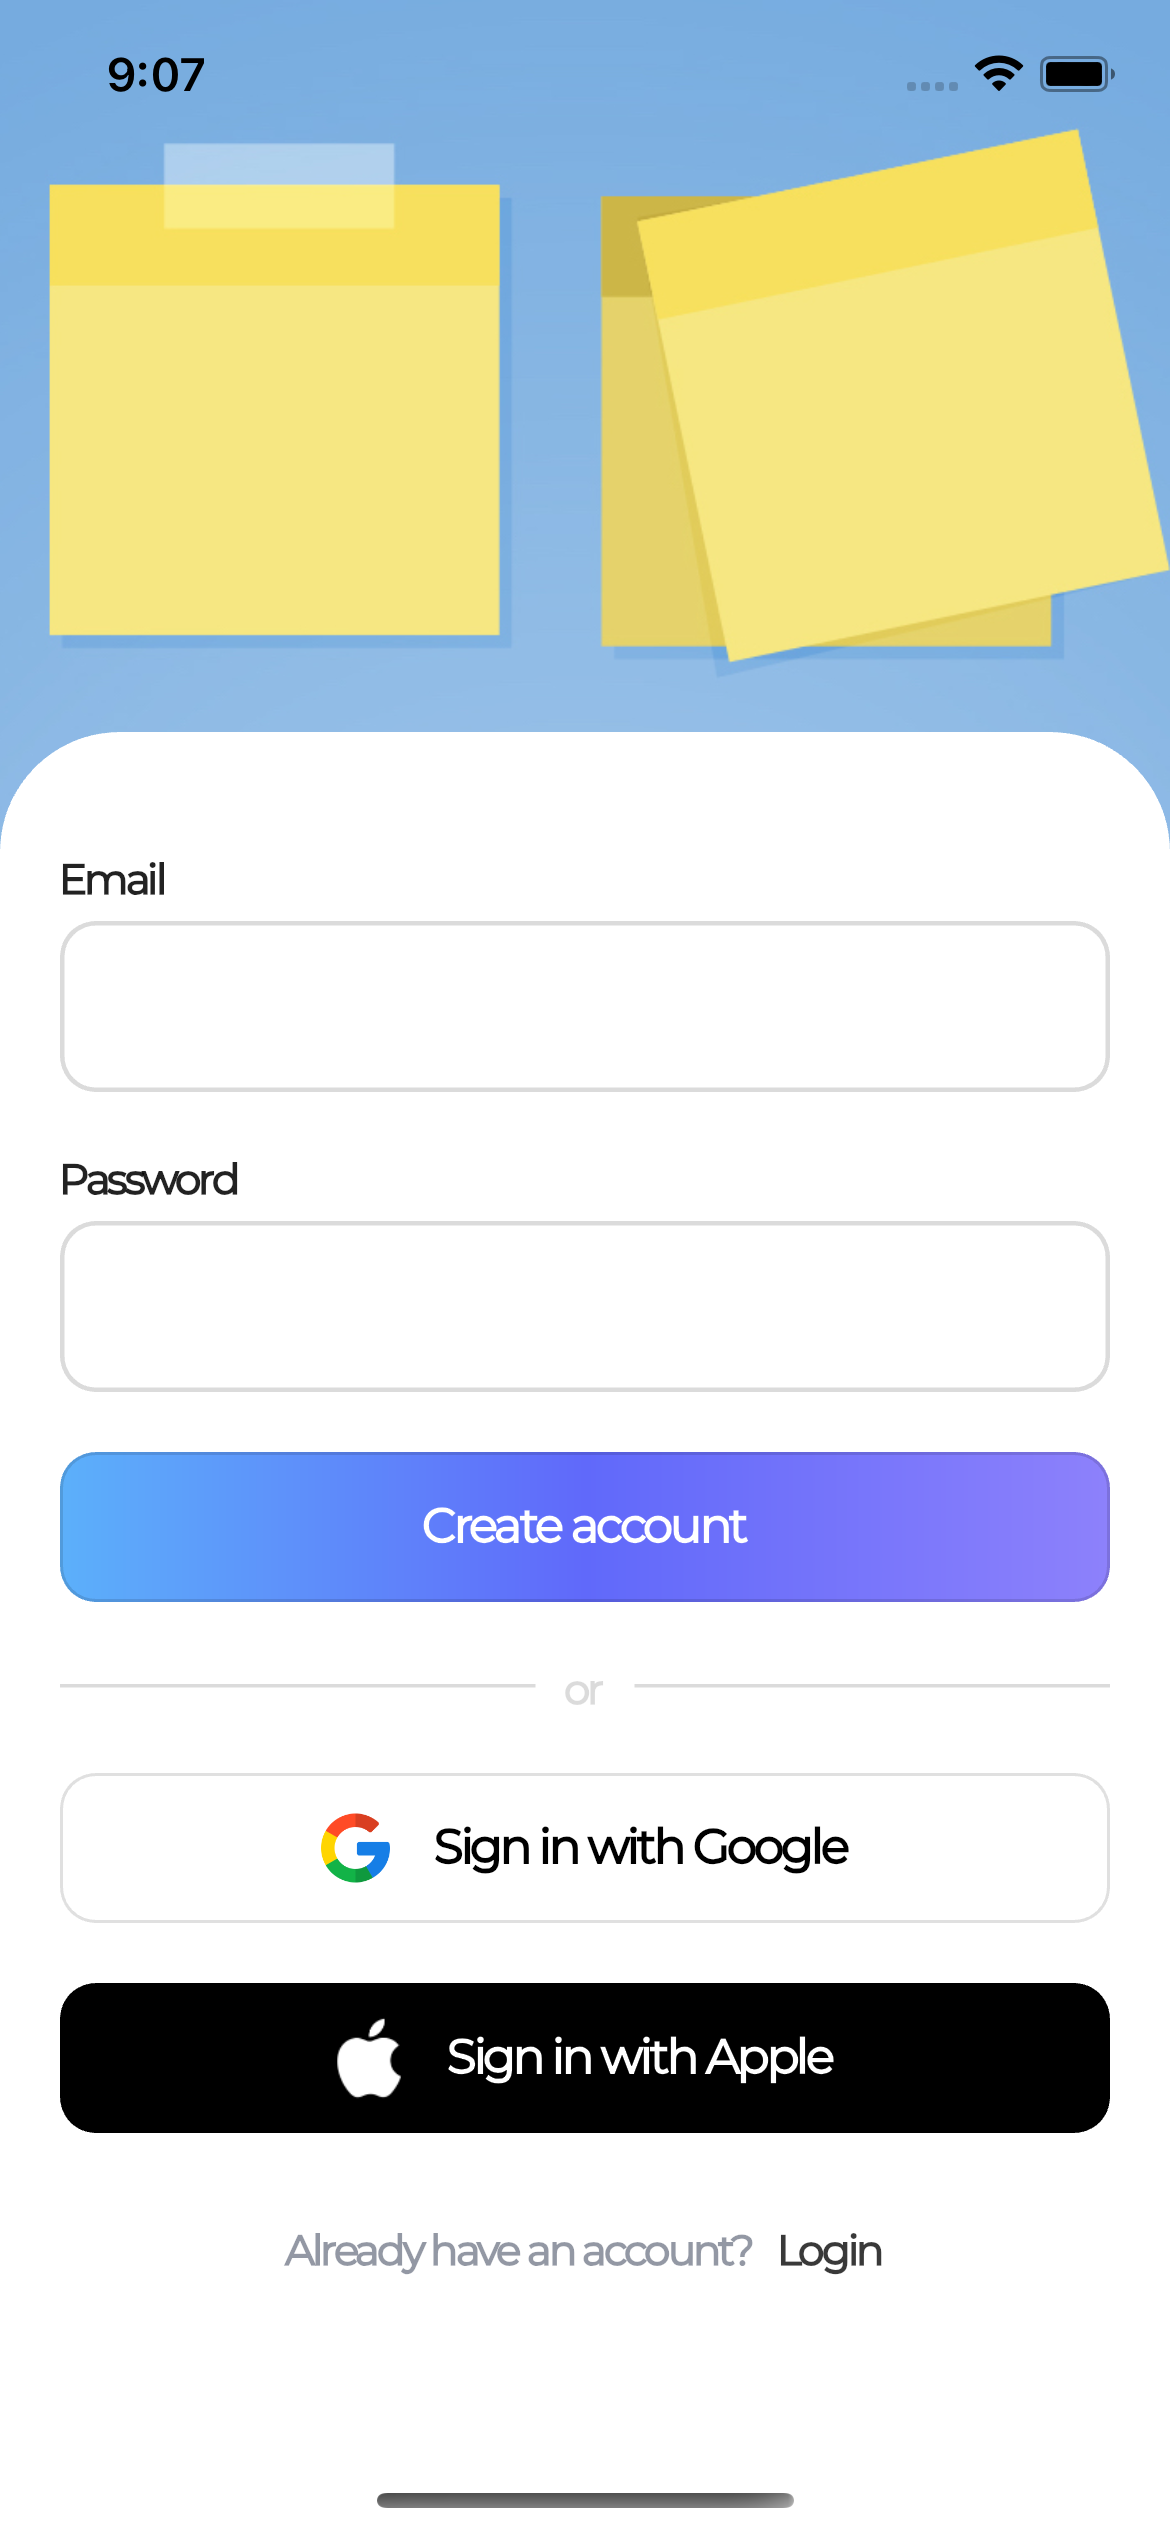 9:07
Email
Password
Create account
or
Sign in with Google
Sign in with Apple
Already have an account? Login